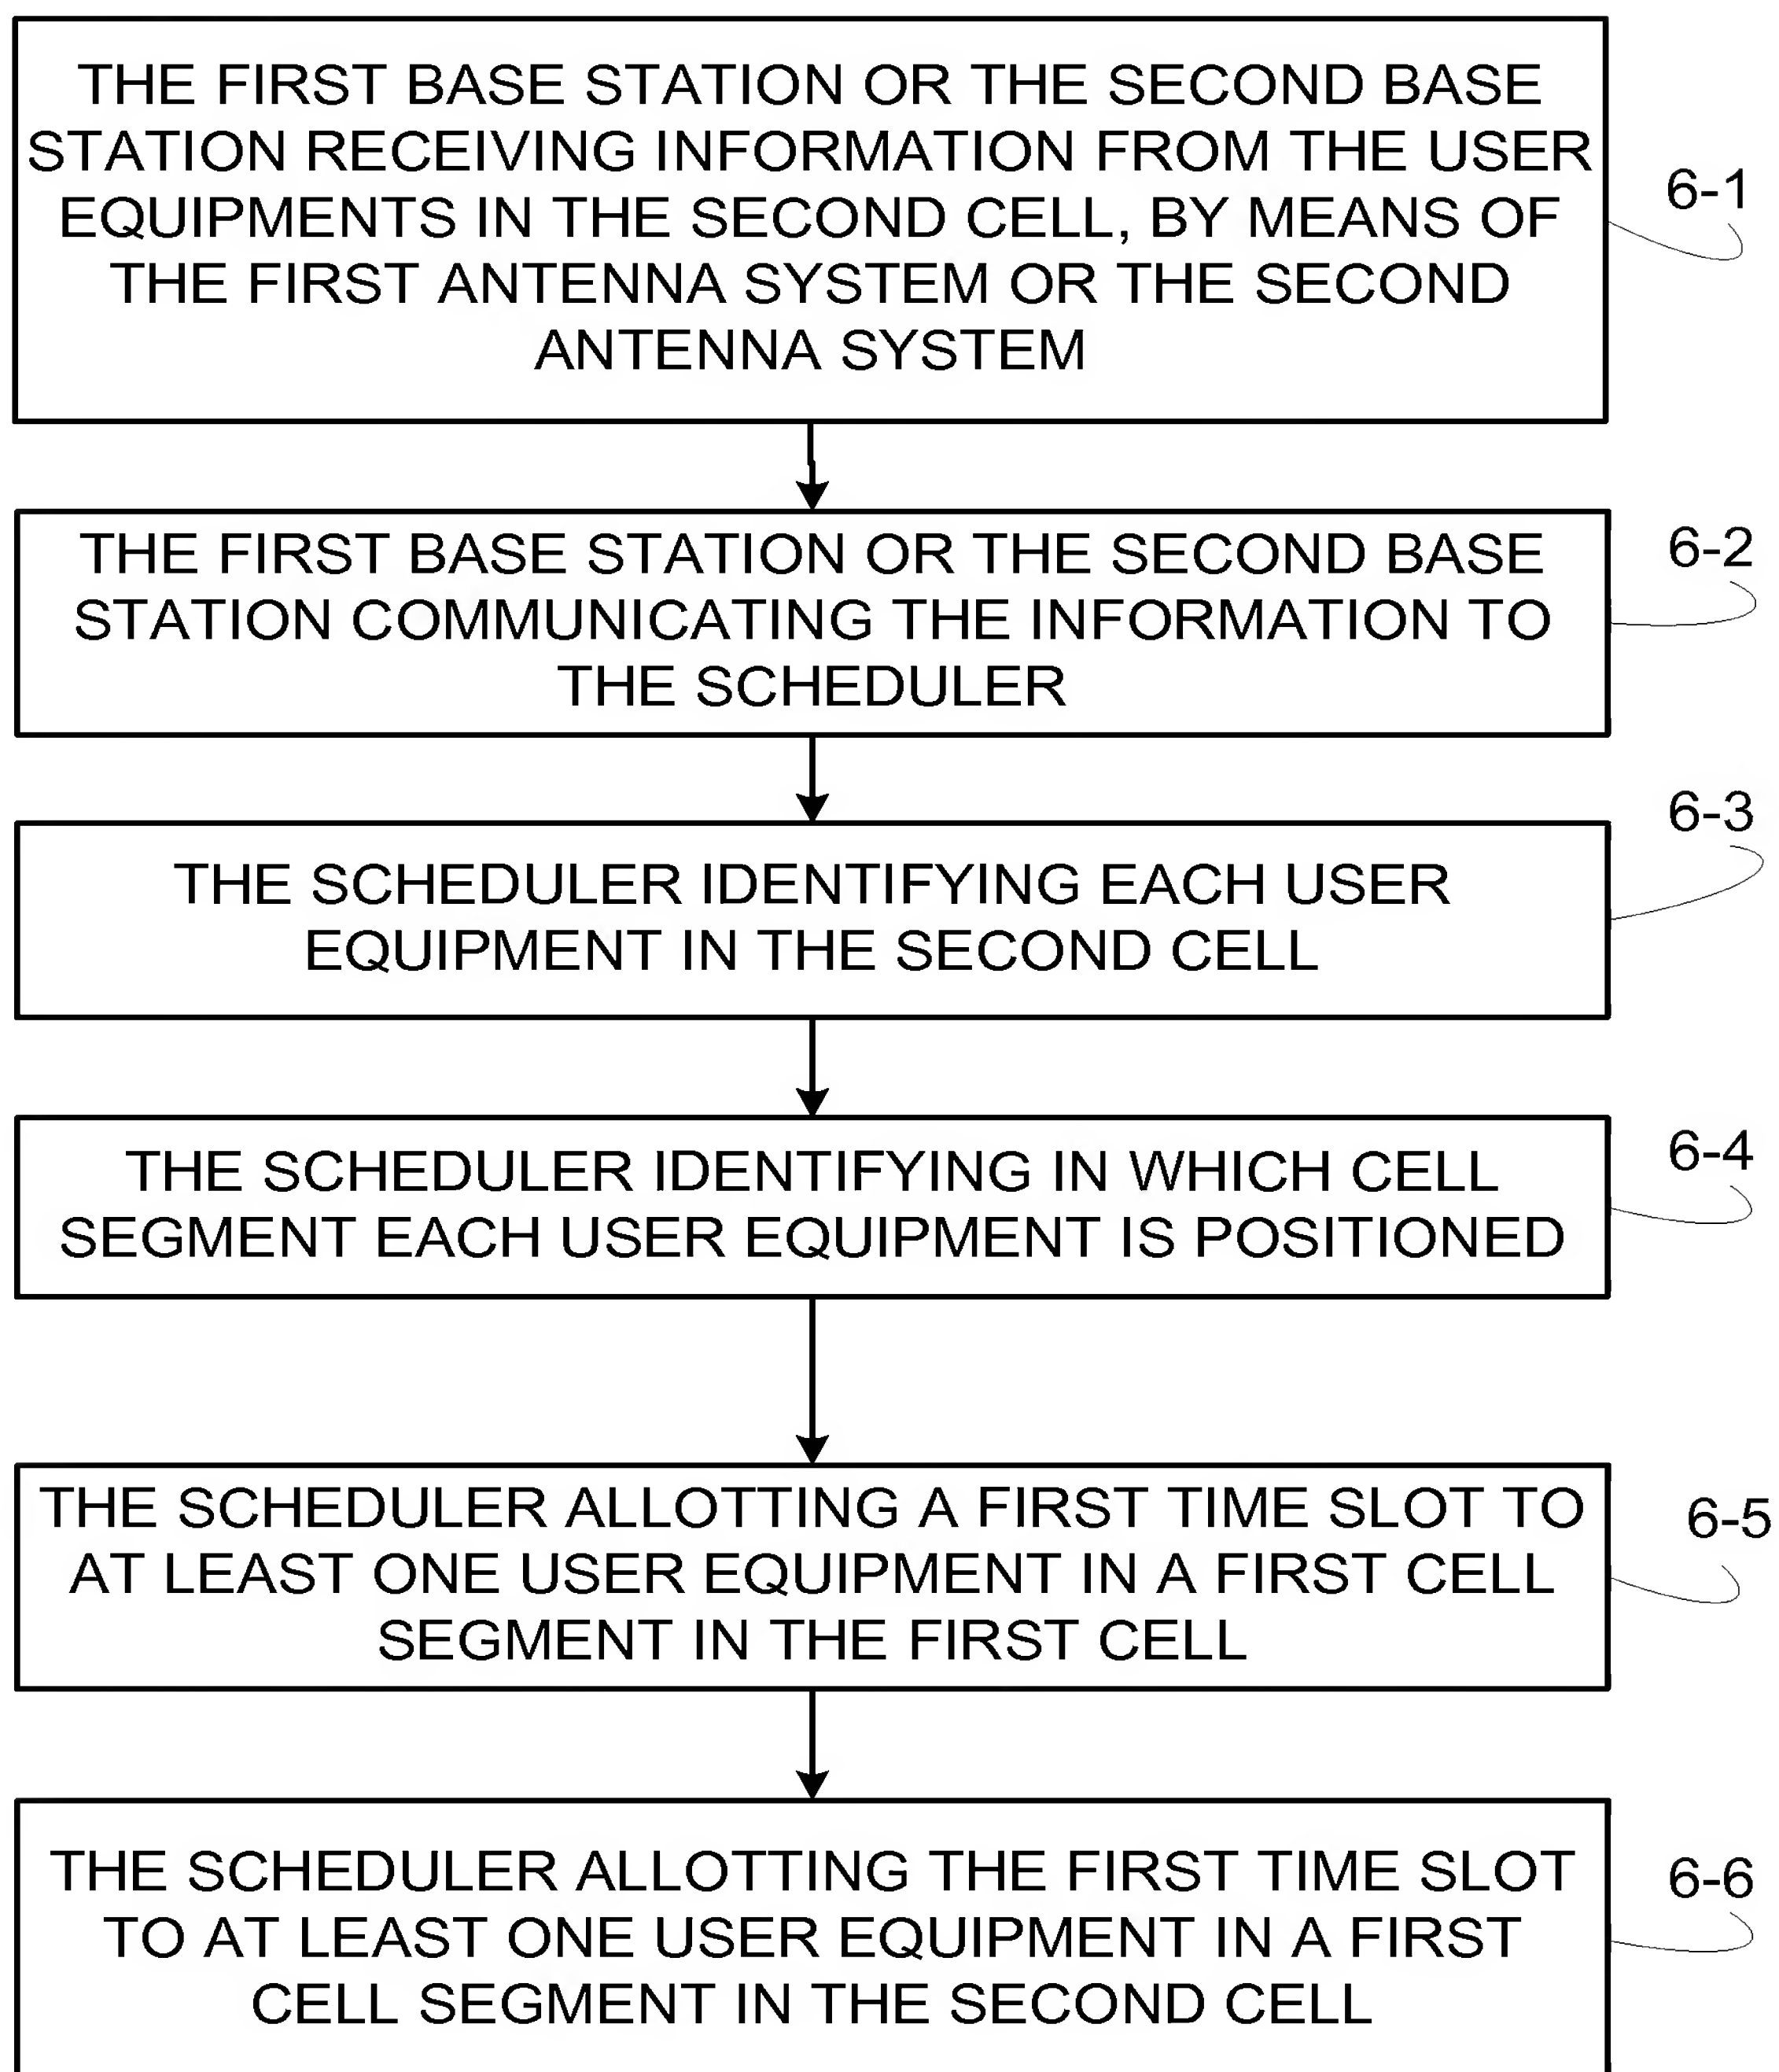 THE FIRST BASE STATION OR THE SECOND BASE
STATION RECEIVING INFORMATION FROM THE USER
EQUIPMENTS IN THE SECOND CELL, BY MEANS OF
THE FIRST ANTENNA SYSTEM OR THE SECOND
ANTENNA SYSTEM
6-1
THE FIRST BASE STATION OR THE SECOND BASE
STATION COMMUNICATING THE INFORMATION TO
THE SCHEDULER
6-2
THE SCHEDULER IDENTIFYING EACH USER
EQUIPMENT IN THE SECOND CELL
6-3
THE SCHEDULER IDENTIFYING IN WHICH CELL
SEGMENT EACH USER EQUIPMENT IS POSITIONED
6-4
THE SCHEDULER ALLOTTING A FIRST TIME SLOT TO
AT LEAST ONE USER EQUIPMENT IN A FIRST CELL
SEGMENT IN THE FIRST CELL
6-5
THE SCHEDULER ALLOTTING THE FIRST TIME SLOT
TO AT LEAST ONE USER EQUIPMENT IN A FIRST
CELL SEGMENT IN THE SECOND CELL
6-6